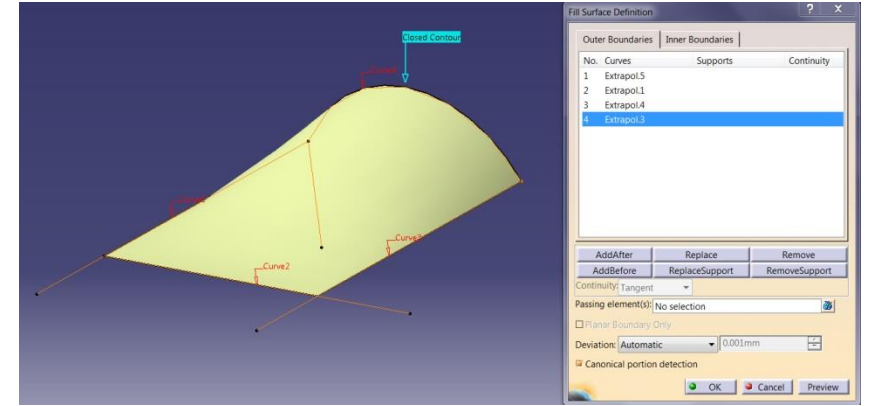 Fill Surface Definition
? x
Closed Contour
Curve2
Curve3
Outer Boundaries Inner Boundaries
No. Curves Supports Continuity
1 Extrapol.5
2 Extrapol.1
3 Extrapol.4
4 Extrapol.3
AddAfter Replace Remove
AddBefore ReplaceSupport RemoveSupport
Continuity: Tangent
Passing element(s): No selection
Planar Boundary Only
Deviation: Automatic 0.001mm
Canonical portion detection
OK Cancel Preview